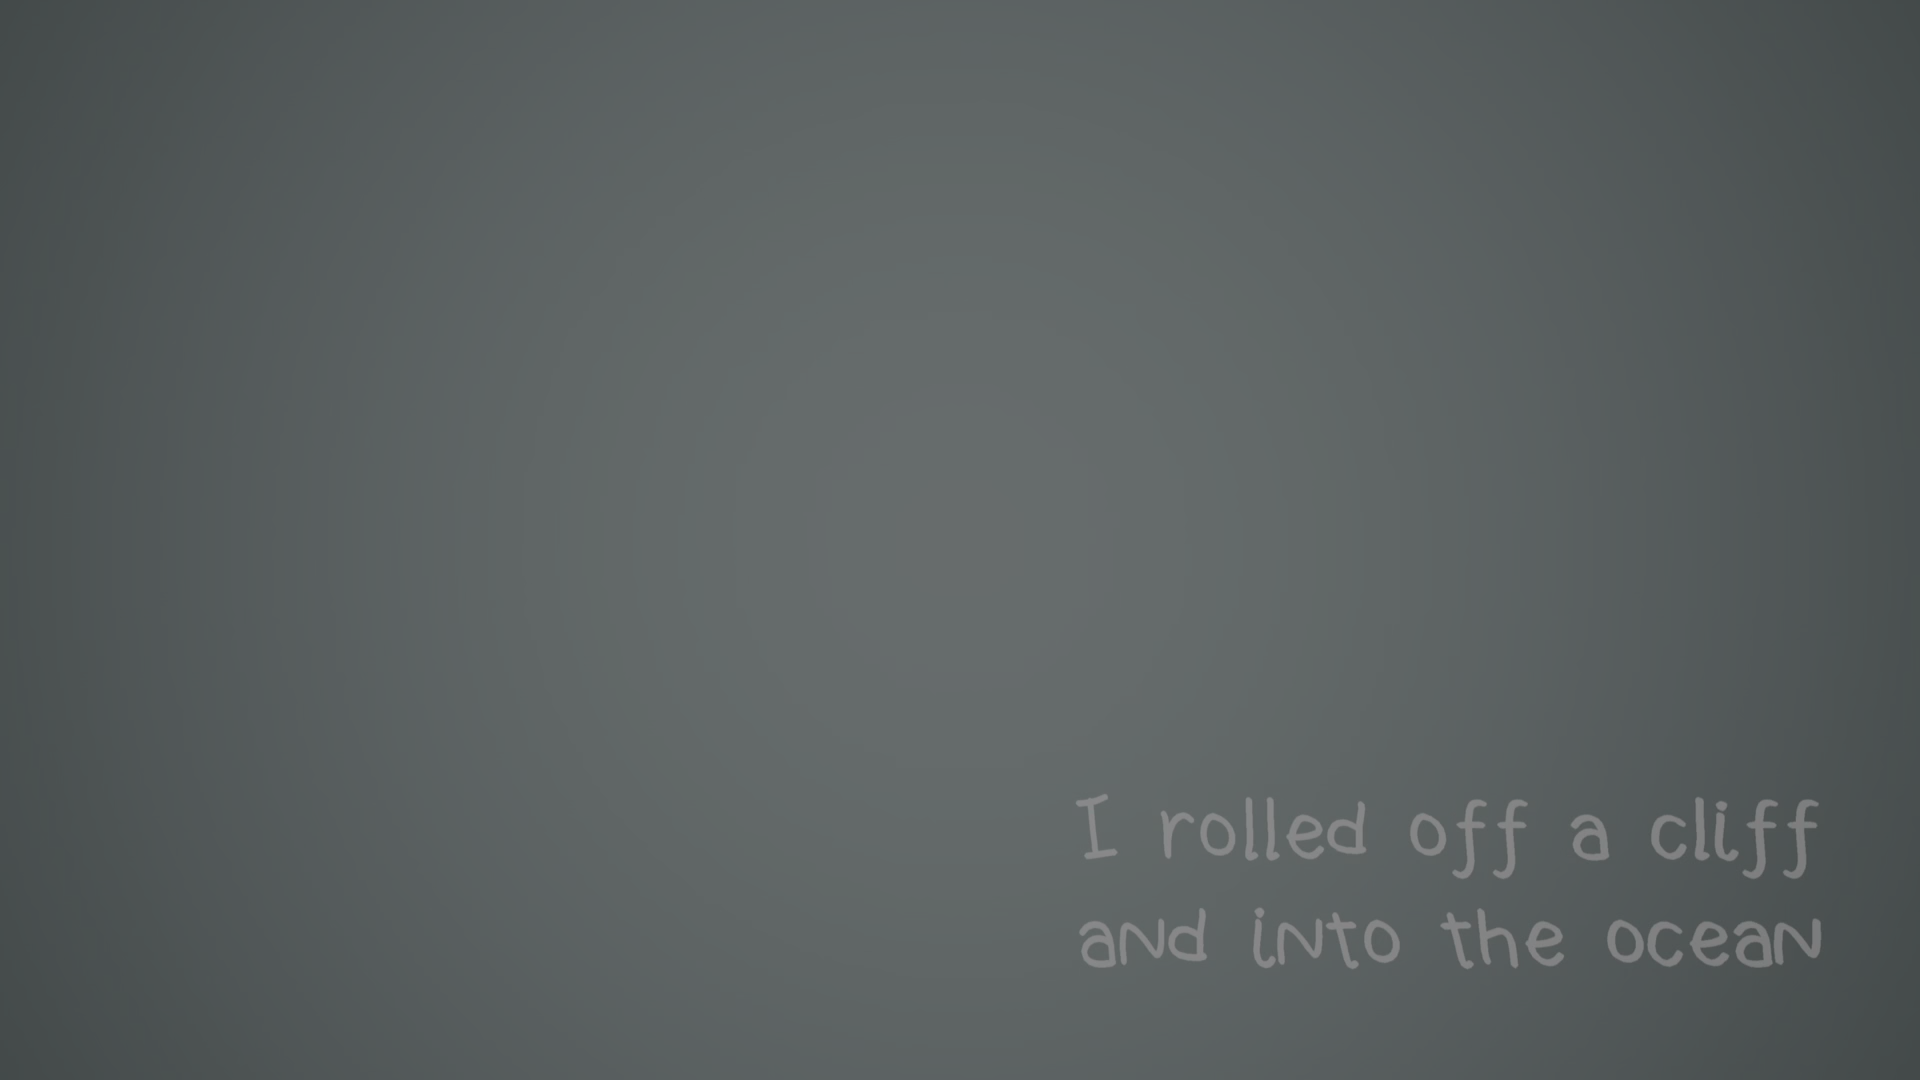 I rolled off a cliff
and into the ocean